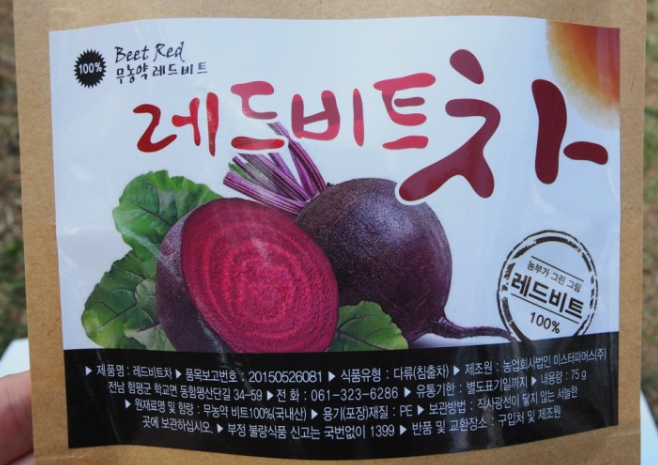 100%
Beet Red
무농약 레드비트
레드비트차
농부가 그린 그림
레드비트
100%
▶ 제품명 : 레드비트차 ▶ 품목보고번호 : 20150526081 ▶ 식품유형 : 다류(침출차) ▶ 제조원 : 농업회사법인 미스터파머스(주)
전남 함평군 학교면 동함평산단길 34-59 ▶ 전화 : 061-323-6286 ▶ 유통기한 : 별도표기일까지 ▶ 내용량 : 75 g
▶ 원재료명 및 함량 : 무농약 비트100%(국내산) ▶ 용기(포장)재질 : PE ▶ 보관방법 : 직사광선이 닿지 않는 서늘한
곳에 보관하십시오. ▶ 부정 불량식품 신고는 국번없이 1399 ▶ 반품 및 교환장소 : 구입처 및 제조원